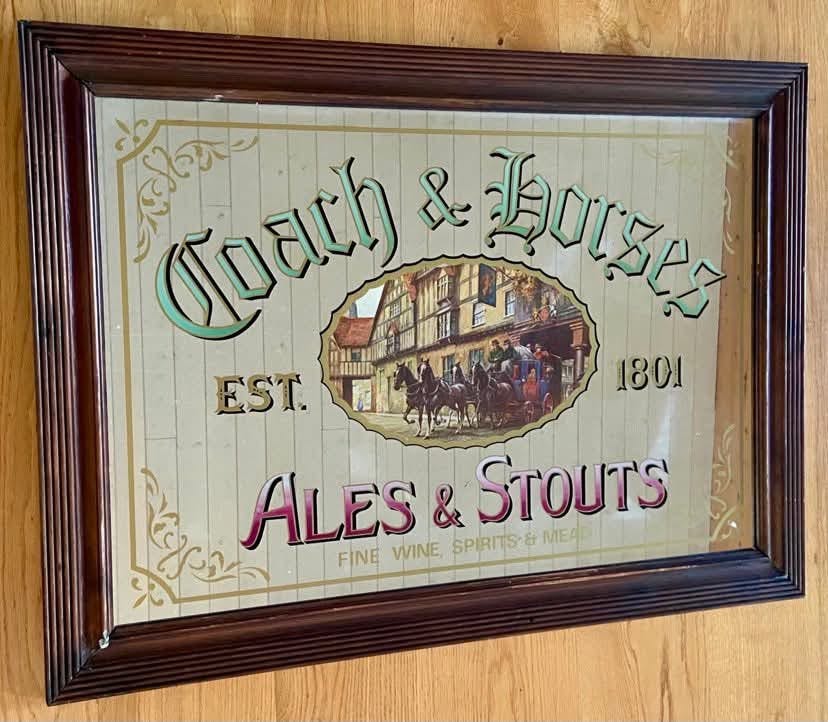 Coach & Horses
EST. 1801
ALES & STOUTS
FINE WINE, SPIRITS & MEAD